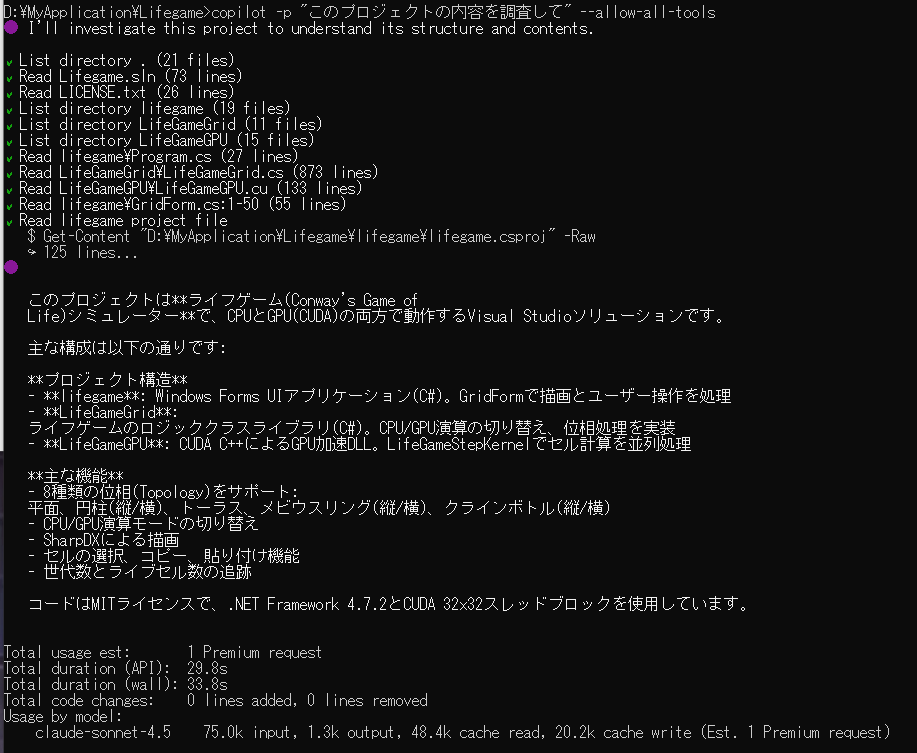 D:¥MyApplication¥Lifegame>copilot -p "このプロジェクトの内容を調査して" --allow-all-tools
● I'll investigate this project to understand its structure and contents.
✓ List directory . (21 files)
✓ Read Lifegame.sln (73 lines)
✓ Read LICENSE.txt (26 lines)
✓ List directory lifegame (19 files)
✓ List directory LifeGameGrid (11 files)
✓ List directory LifeGameGPU (15 files)
✓ Read lifegame¥Program.cs (27 lines)
✓ Read LifeGameGrid¥LifeGameGrid.cs (873 lines)
✓ Read LifeGameGPU¥LifeGameGPU.cu (133 lines)
✓ Read lifegame¥GridForm.cs:1-50 (55 lines)
✓ Read lifegame project file
$ Get-Content "D:¥MyApplication¥Lifegame¥lifegame¥lifegame.csproj" -Raw
↪ 125 lines...
●
このプロジェクトは**ライフゲーム(Conway's Game of
Life)シミュレーター**で、CPUとGPU(CUDA)の両方で動作するVisual Studioソリューションです。
主な構成は以下の通りです:
**プロジェクト構造**
- **lifegame**: Windows Forms UIアプリケーション(C#)。GridFormで描画とユーザー操作を処理
- **LifeGameGrid**:
ライフゲームのロジッククラスライブラリ(C#)。CPU/GPU演算の切り替え、位相処理を実装
- **LifeGameGPU**: CUDA C++によるGPU加速DLL。LifeGameStepKernelでセル計算を並列処理
**主な機能**
- 8種類の位相(Topology)をサポート:
平面、円柱(縦/横)、トーラス、メビウスリング(縦/横)、クラインボトル(縦/横)
- CPU/GPU演算モードの切り替え
- SharpDXによる描画
- セルの選択、コピー、貼り付け機能
- 世代数とライブセル数の追跡
コードはMITライセンスで、.NET Framework 4.7.2とCUDA 32x32スレッドブロックを使用しています。
Total usage est: 1 Premium request
Total duration (API): 29.8s
Total duration (wall): 33.8s
Total code changes: 0 lines added, 0 lines removed
Usage by model:
claude-sonnet-4.5 75.0k input, 1.3k output, 48.4k cache read, 20.2k cache write (Est. 1 Premium request)